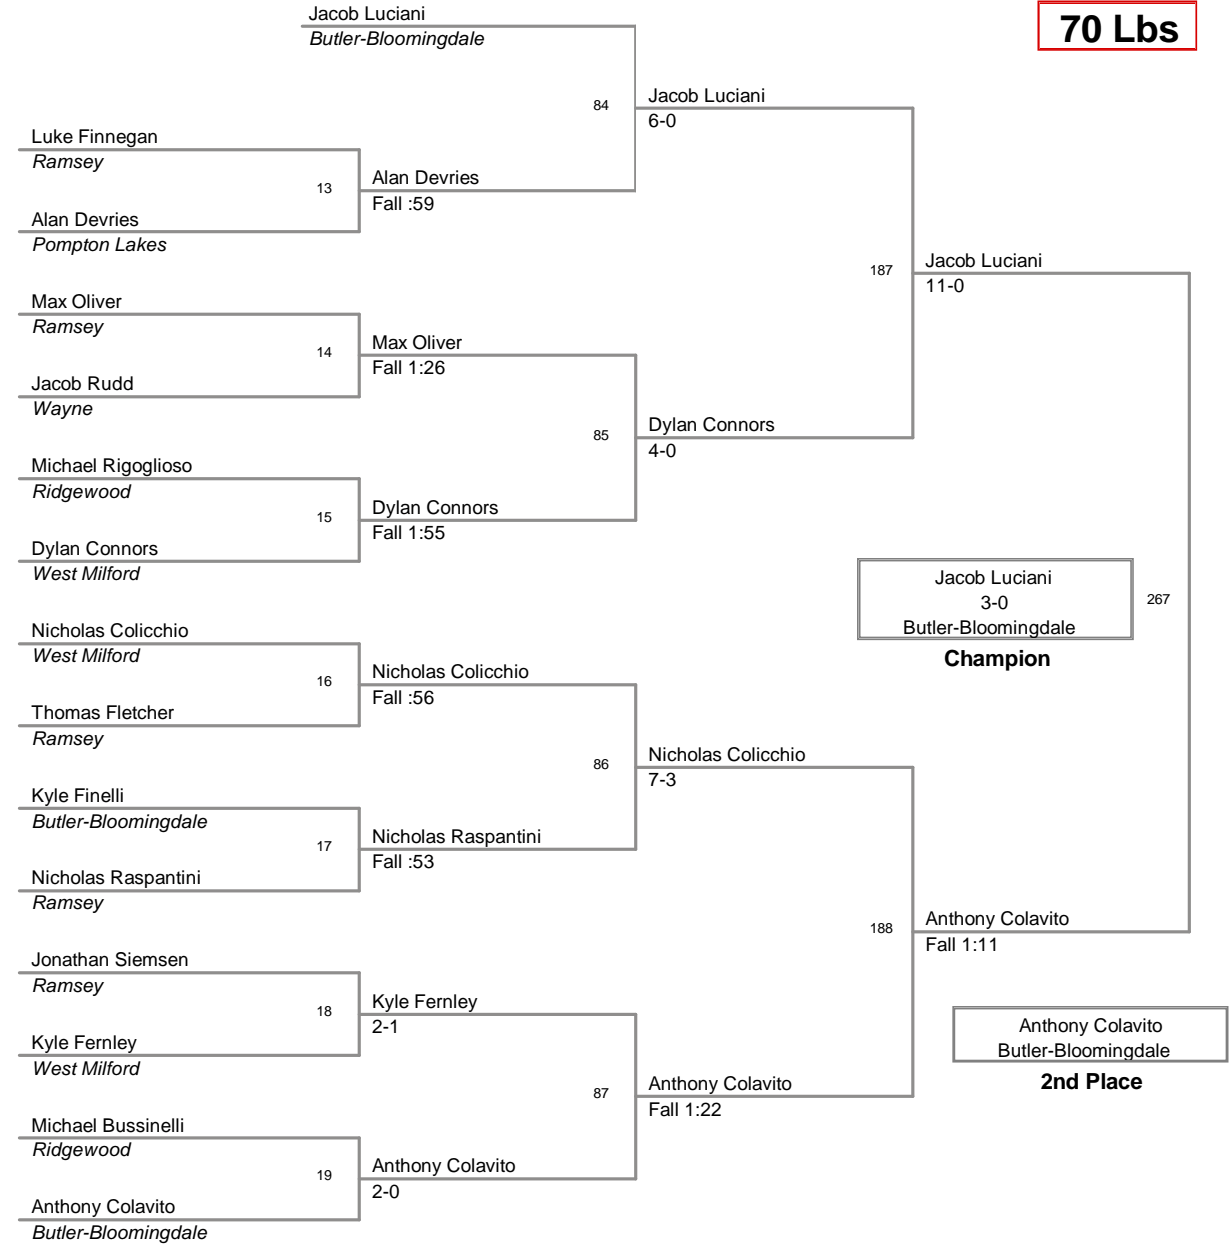 Jacob Luciani
Butler-Bloomingdale
70 Lbs
84
Jacob Luciani
6-0
Luke Finnegan
Ramsey
13
Alan Devries
Fall :59
Alan Devries
Pompton Lakes
187
Jacob Luciani
11-0
Max Oliver
Ramsey
14
Max Oliver
Fall 1:26
Jacob Rudd
Wayne
85
Dylan Connors
4-0
Michael Rigoglioso
Ridgewood
15
Dylan Connors
Fall 1:55
Dylan Connors
West Milford
Jacob Luciani
3-0
Butler-Bloomingdale
267
Champion
Nicholas Colicchio
West Milford
16
Nicholas Colicchio
Fall :56
Thomas Fletcher
Ramsey
86
Nicholas Colicchio
7-3
Kyle Finelli
Butler-Bloomingdale
17
Nicholas Raspantini
Fall :53
Nicholas Raspantini
Ramsey
188
Anthony Colavito
Fall 1:11
Jonathan Siemsen
Ramsey
18
Kyle Fernley
2-1
Kyle Fernley
West Milford
Anthony Colavito
Butler-Bloomingdale
2nd Place
87
Anthony Colavito
Fall 1:22
Michael Bussinelli
Ridgewood
19
Anthony Colavito
2-0
Anthony Colavito
Butler-Bloomingdale